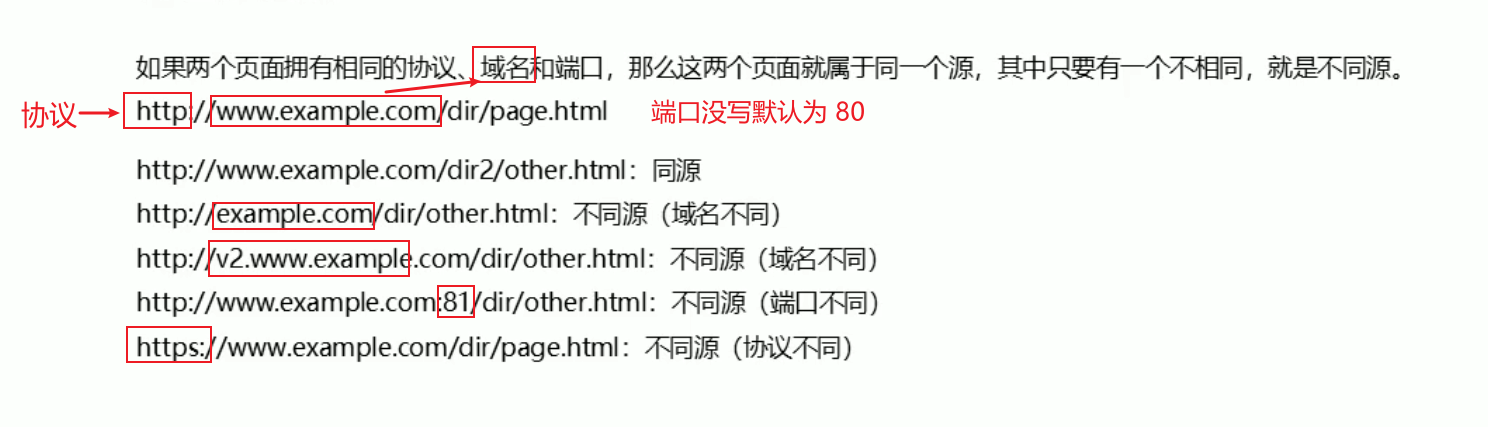 如果两个页面拥有相同的协议、域名和端口，那么这两个页面就属于同一个源，其中只要有一个不相同，就是不同源。
协议 http://www.example.com/dir/page.html 端口没写默认为 80
http://www.example.com/dir2/other.html：同源
http://example.com/dir/other.html：不同源（域名不同）
http://v2.www.example.com/dir/other.html：不同源（域名不同）
http://www.example.com:81/dir/other.html：不同源（端口不同）
https://www.example.com/dir/page.html：不同源（协议不同）